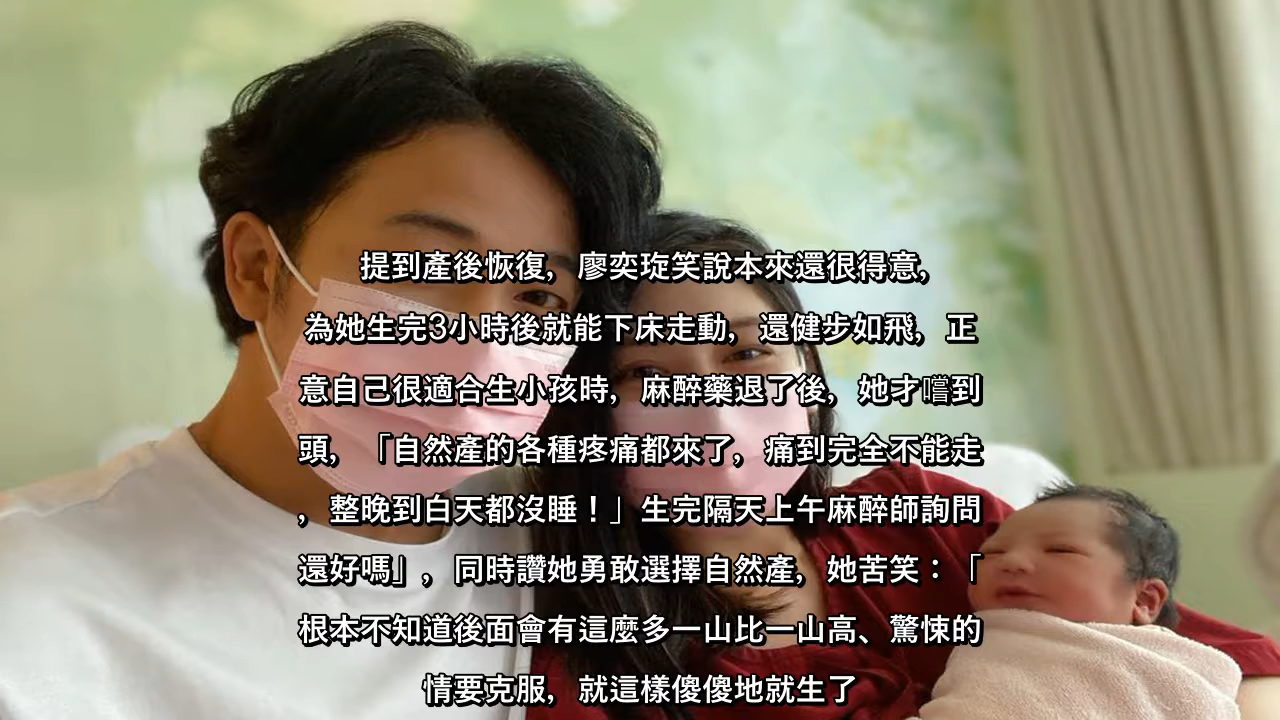 提到產後恢復，廖奕琁笑說本來還很得意，
為她生完3小時後就能下床走動，還健步如飛，正
意自己很適合生小孩時，麻醉藥退了後，她才嚐到
頭，「自然產的各種疼痛都來了，痛到完全不能走
，整晚到白天都沒睡！」生完隔天上午麻醉師詢問
還好嗎」，同時讚她勇敢選擇自然產，她苦笑：「
根本不知道後面會有這麼多一山比一山高、驚悚的
情要克服，就這樣傻傻地就生了